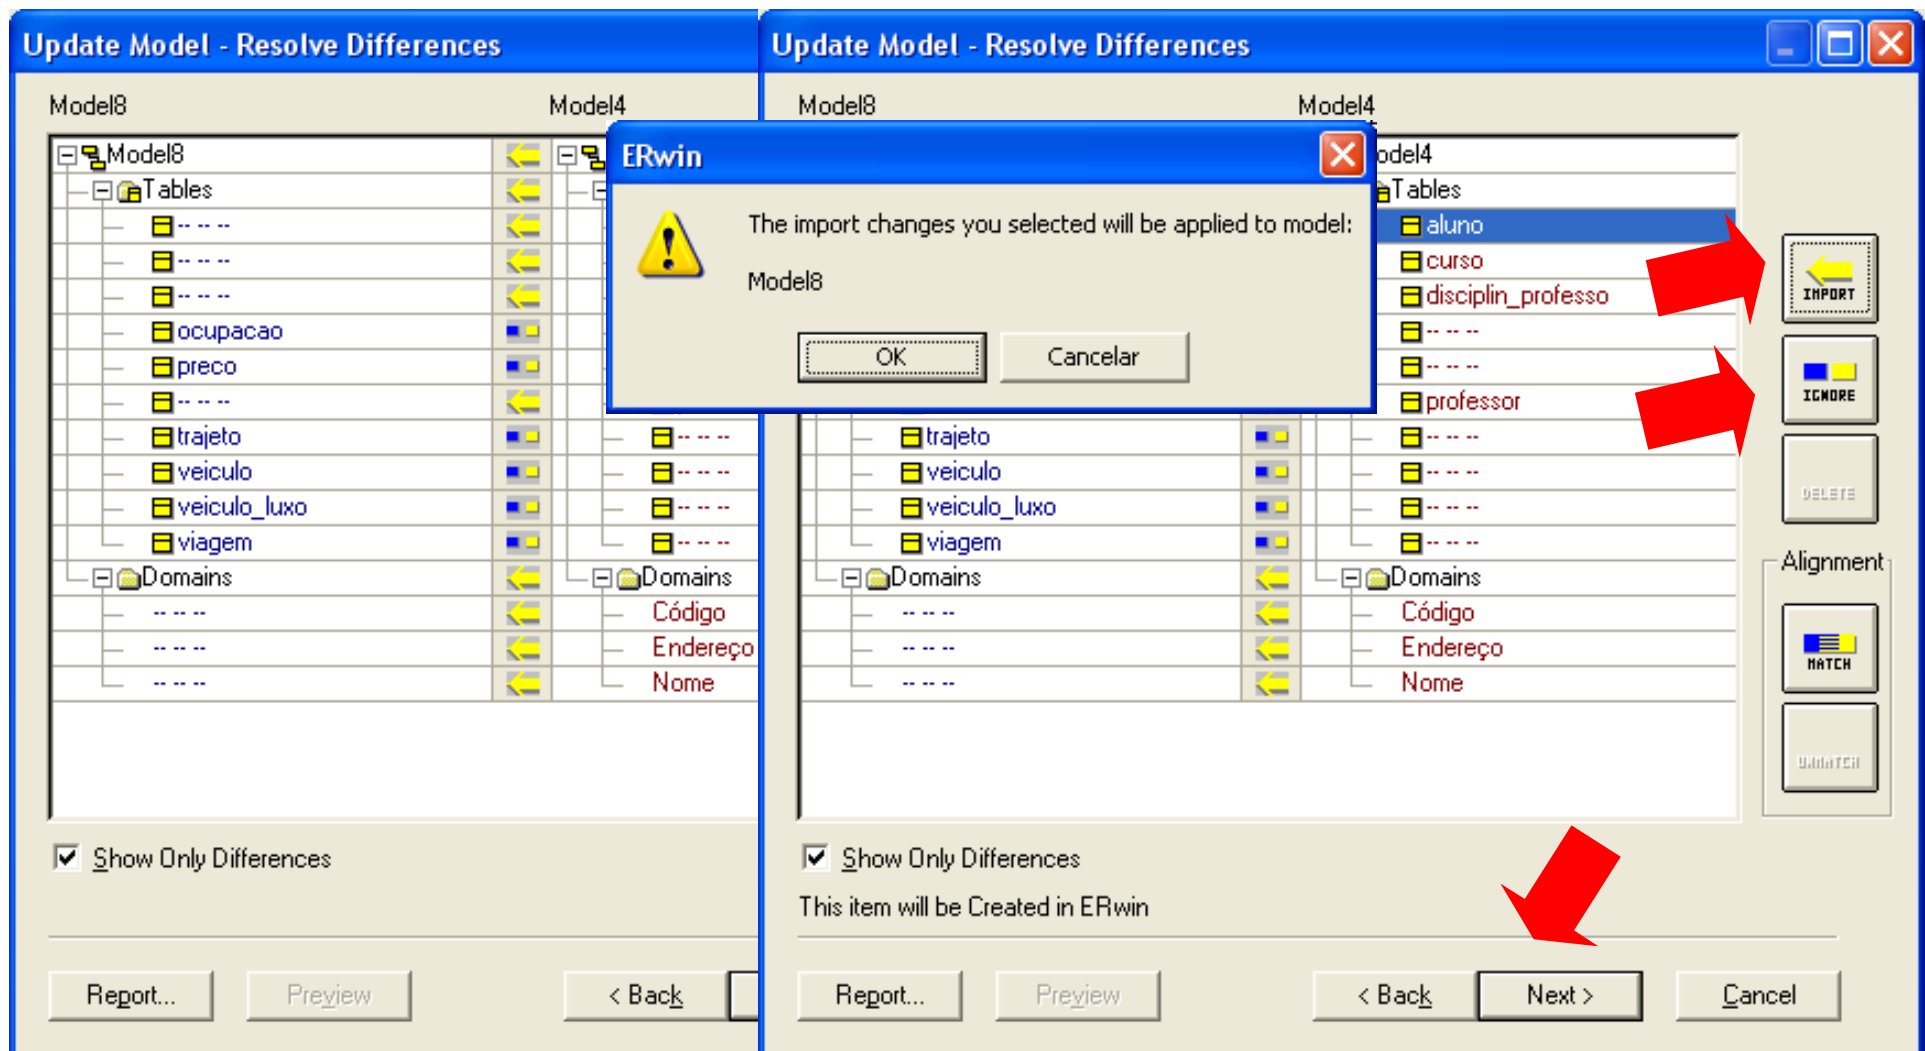 Update Model - Resolve Differences
Model8 Model4
Model8
Tables
-- -- --
-- -- --
-- -- --
ocupacao
preco
-- -- --
trajeto -- -- --
veiculo -- -- --
veiculo_luxo -- -- --
viagem -- -- --
Domains Domains
-- -- -- Código
-- -- -- Endereço
-- -- -- Nome
Show Only Differences
Report... Preview < Back
ERwin
The import changes you selected will be applied to model:
Model8
OK Cancelar
Update Model - Resolve Differences
Model8 Model4
odel4
Tables
aluno
curso
disciplin_professo
-- -- --
-- -- --
professor
trajeto -- -- --
veiculo -- -- --
veiculo_luxo -- -- --
viagem -- -- --
Domains Domains
-- -- -- Código
-- -- -- Endereço
-- -- -- Nome
IMPORT
IGNORE
DELETE
Alignment
MATCH
UNMATCH
Show Only Differences
This item will be Created in ERwin
Report... Preview < Back Next > Cancel